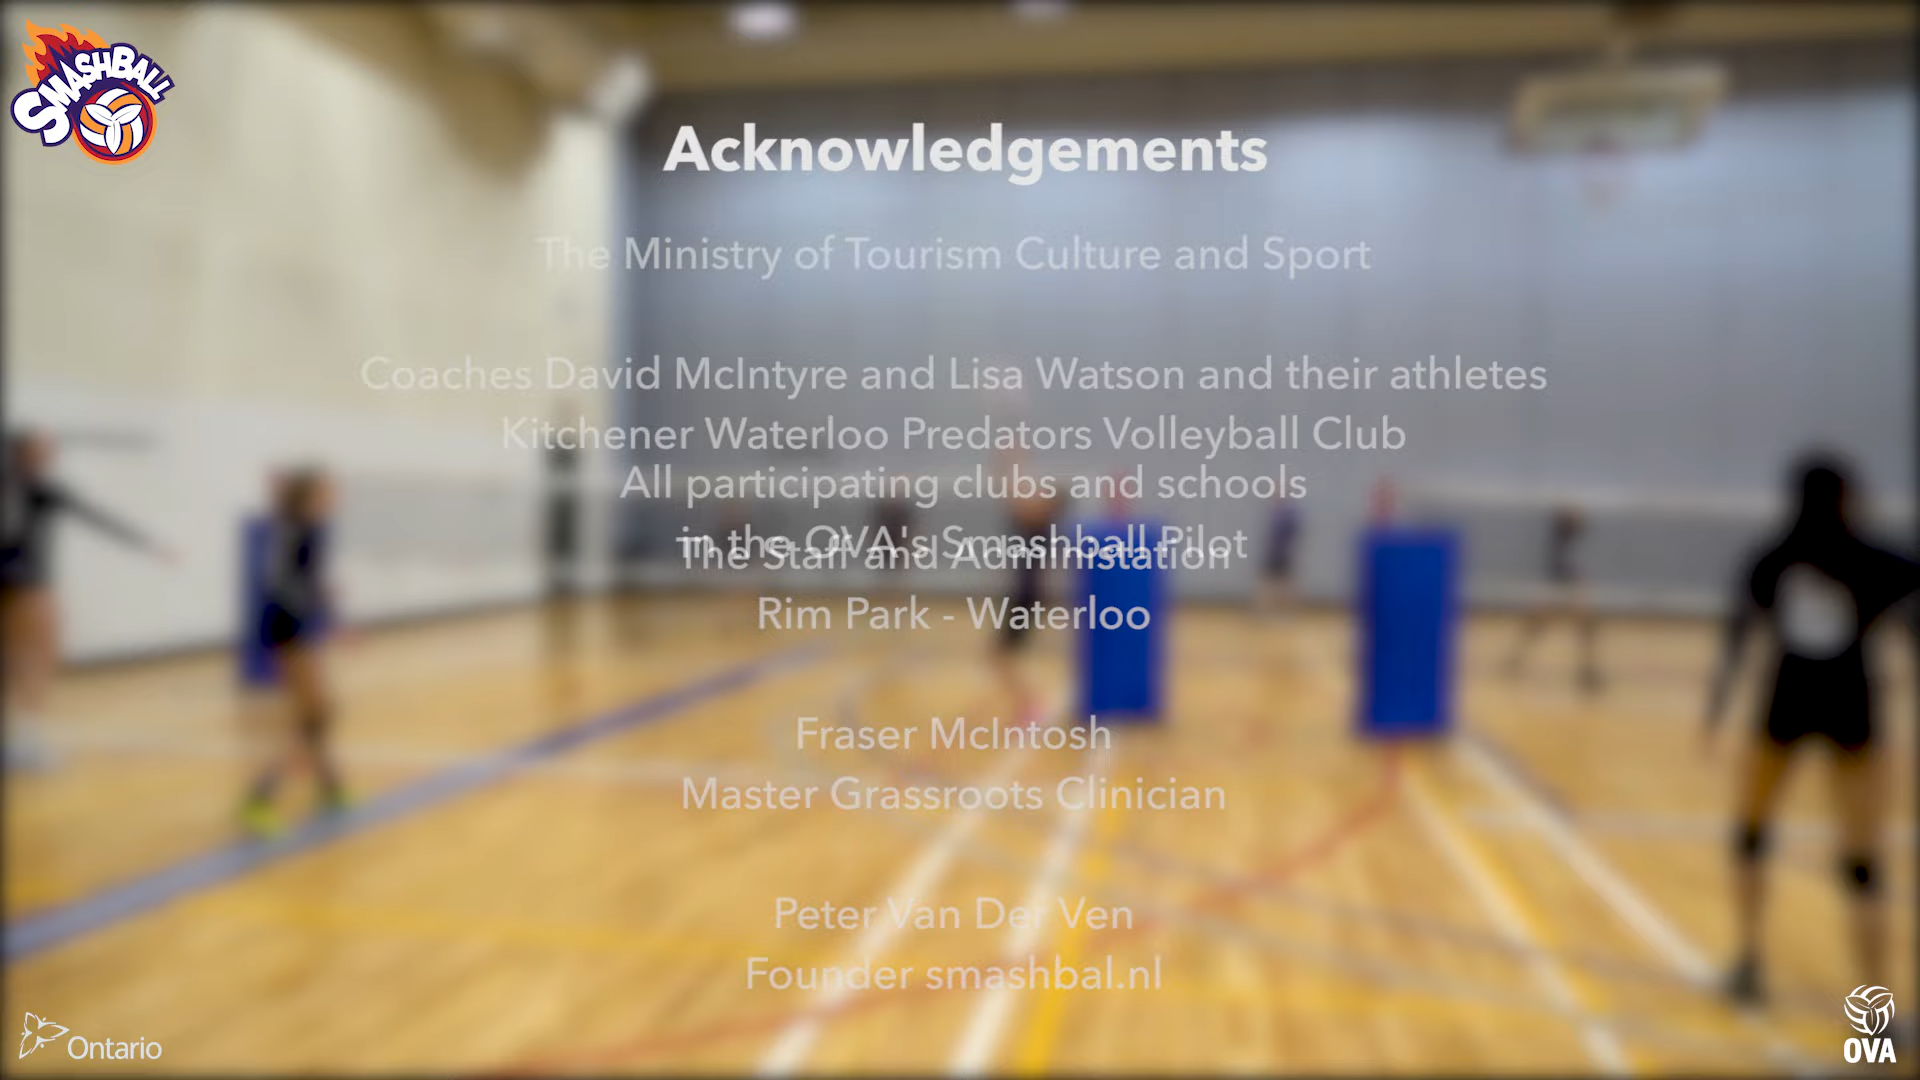 SMASHBALL
Acknowledgements
The Ministry of Tourism Culture and Sport
Coaches David McIntyre and Lisa Watson and their athletes
Kitchener Waterloo Predators Volleyball Club
All participating clubs and schools
in the OVA's Smashball Pilot
The Staff and Administation
Rim Park - Waterloo
Fraser McIntosh
Master Grassroots Clinician
Peter Van Der Ven
Founder smashbal.nl
Ontario
OVA